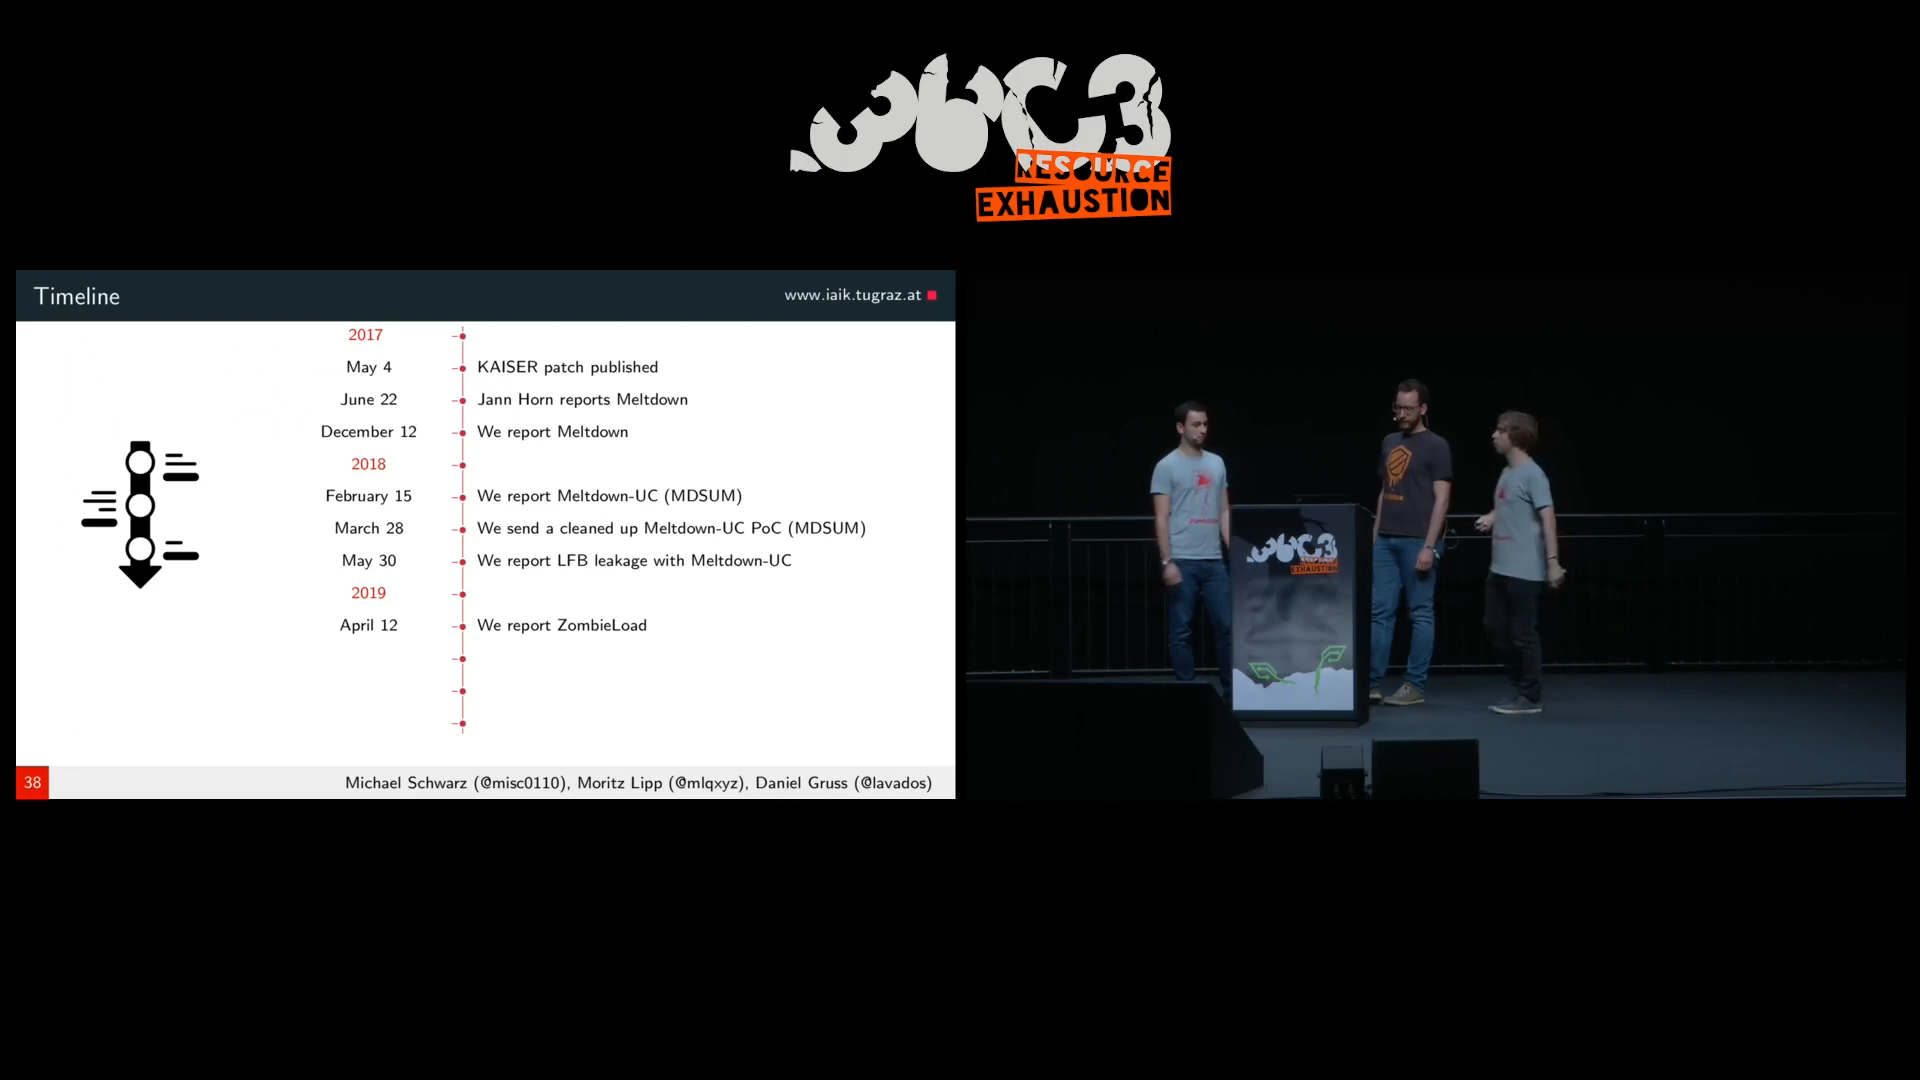 36C3
RESOURCE
EXHAUSTION
Timeline
www.iaik.tugraz.at
2017
May 4 KAISER patch published
June 22 Jann Horn reports Meltdown
December 12 We report Meltdown
2018
February 15 We report Meltdown-UC (MDSUM)
March 28 We send a cleaned up Meltdown-UC PoC (MDSUM)
May 30 We report LFB leakage with Meltdown-UC
2019
April 12 We report ZombieLoad
38
Michael Schwarz (@misc0110), Moritz Lipp (@mlqxyz), Daniel Gruss (@lavados)
36C3
RESOURCE
EXHAUSTION